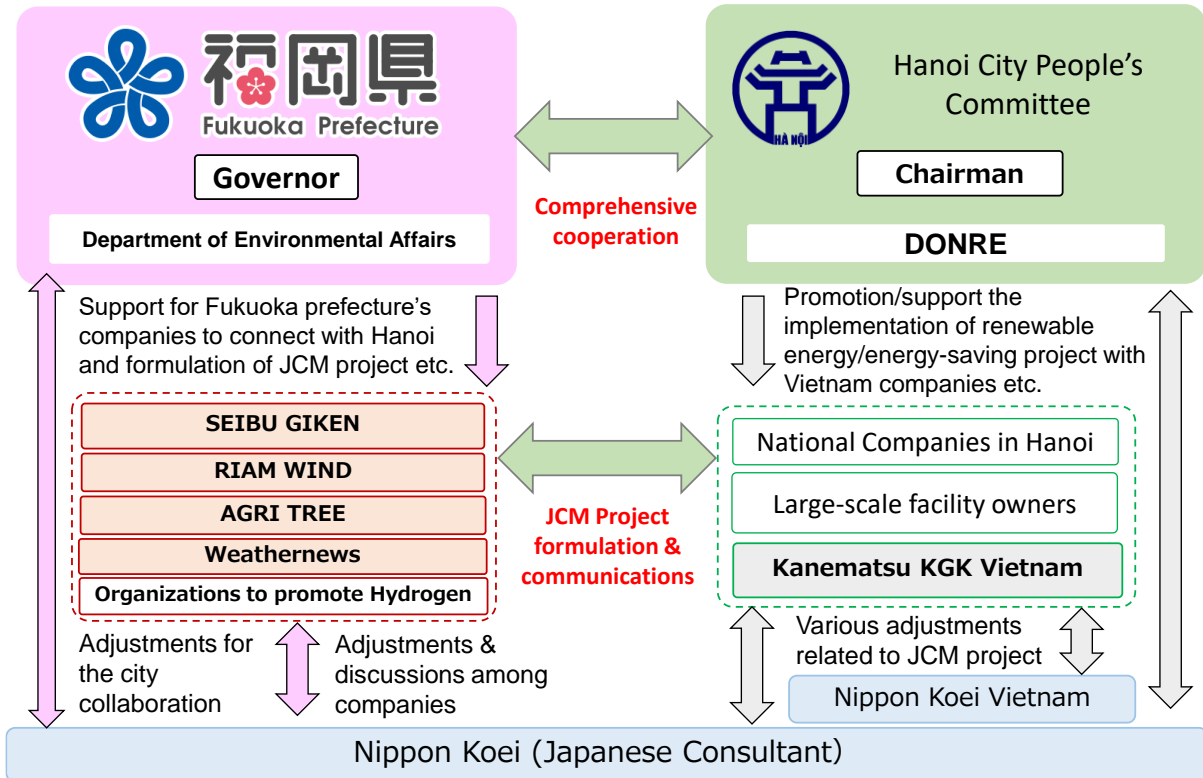 福岡県
Fukuoka Prefecture
Governor
Department of Environmental Affairs
Comprehensive
cooperation
HÀ NỘI
Hanoi City People's
Committee
Chairman
DONRE
Support for Fukuoka prefecture's
companies to connect with Hanoi
and formulation of JCM project etc.
Promotion/support the
implementation of renewable
energy/energy-saving project with
Vietnam companies etc.
SEIBU GIKEN
RIAM WIND
AGRI TREE
Weathernews
Organizations to promote Hydrogen
JCM Project
formulation &
communications
National Companies in Hanoi
Large-scale facility owners
Kanematsu KGK Vietnam
Adjustments for
the city
collaboration
Adjustments &
discussions among
companies
Various adjustments
related to JCM project
Nippon Koei Vietnam
Nippon Koei (Japanese Consultant）